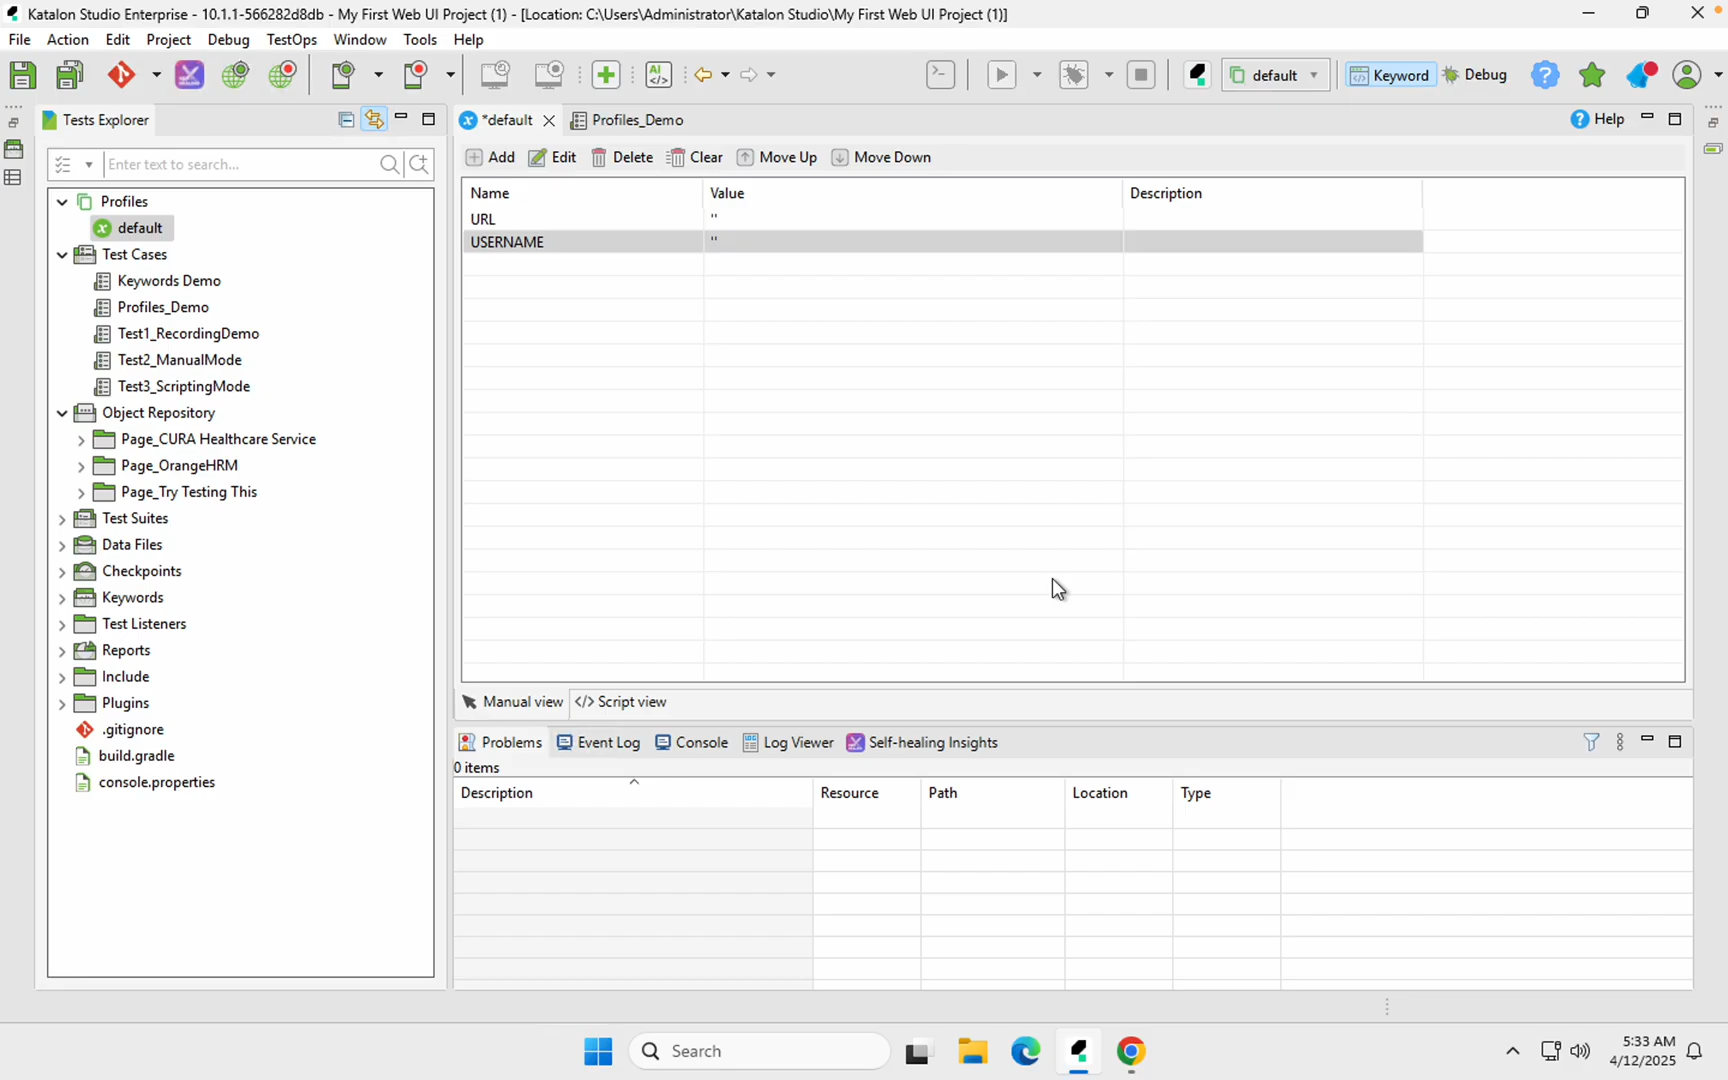 Katalon Studio Enterprise - 10.1.1-566282d8db - My First Web UI Project (1) - [Location: C:\Users\Administrator\Katalon Studio\My First Web UI Project (1)]
File Action Edit Project Debug TestOps Window Tools Help
default Keyword Debug
Tests Explorer
*default Profiles_Demo Help
Enter text to search...
Add Edit Delete Clear Move Up Move Down
Name Value Description
URL ''
USERNAME ''
Profiles
default
Test Cases
Keywords Demo
Profiles_Demo
Test1_RecordingDemo
Test2_ManualMode
Test3_ScriptingMode
Object Repository
Page_CURA Healthcare Service
Page_OrangeHRM
Page_Try Testing This
Test Suites
Data Files
Checkpoints
Keywords
Test Listeners
Reports
Include
Plugins
.gitignore
build.gradle
console.properties
Manual view </> Script view
Problems Event Log Console Log Viewer Self-healing Insights
0 items
Description Resource Path Location Type
Search
5:33 AM
4/12/2025